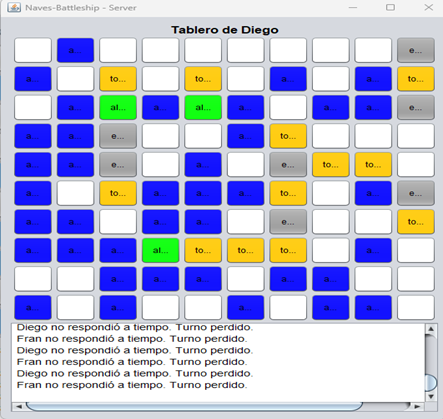 Naves-Battleship - Server
Tablero de Diego
a... e...
a... to... to... a... a... to...
a... al... a... al... a... a... a... e...
a... a... e... a... to...
a... a... e... a... e... to... to...
a... to... a... a... a... to... a... e...
a... a... a... a... e... to...
a... a... a... al... to... to... to... a...
a... a... a... a... a...
a... a... a... a... a... a...
Diego no respondió a tiempo. Turno perdido.
Fran no respondió a tiempo. Turno perdido.
Diego no respondió a tiempo. Turno perdido.
Fran no respondió a tiempo. Turno perdido.
Diego no respondió a tiempo. Turno perdido.
Fran no respondió a tiempo. Turno perdido.